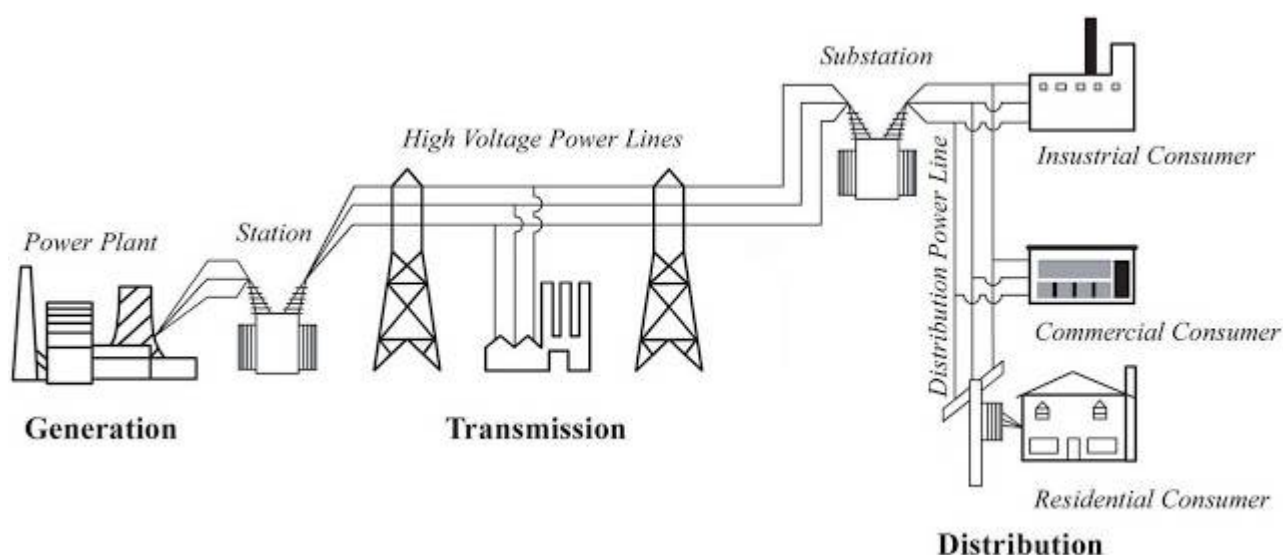 Substation
High Voltage Power Lines
Insustrial Consumer
Power Plant
Station
Distribution Power Line
Commercial Consumer
Generation
Transmission
Residential Consumer
Distribution